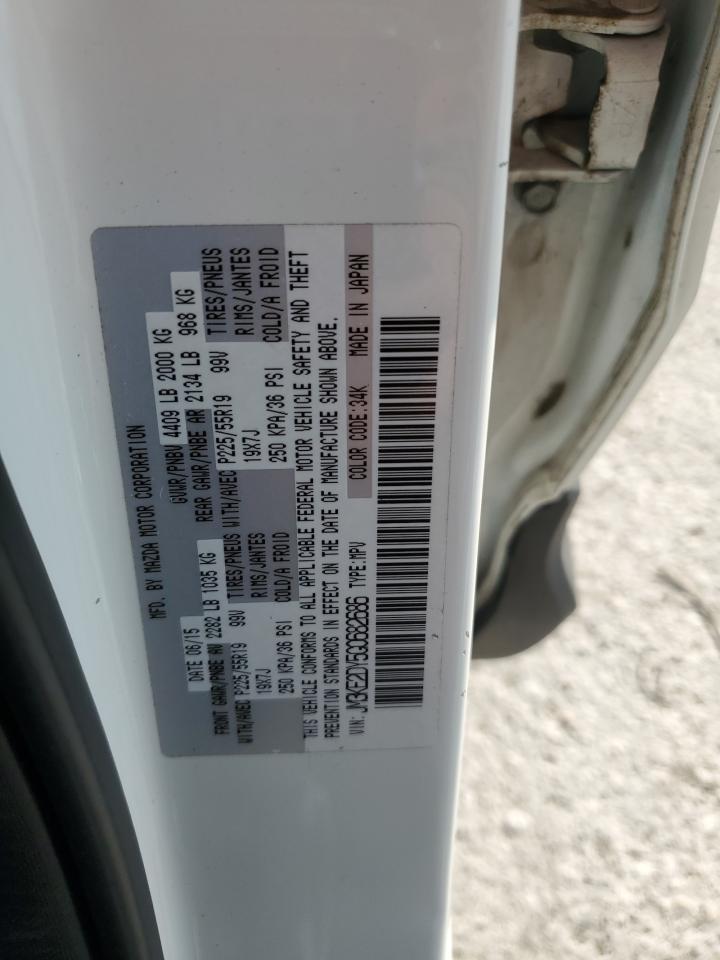 MFD. BY MAZDA MOTOR CORPORATION
DATE 06/15 GVWR/PNBV 4409 LB 2000 KG
FRONT GAWR/PNBE AV 2282 LB 1035 KG REAR GAWR/PNBE AR 2134 LB 968 KG
WITH/AVEC P225/55R19 99V TIRES/PNEUS WITH/AVEC P225/55R19 99V TIRES/PNEUS
19X7J RIMS/JANTES 19X7J RIMS/JANTES
250 KPA/36 PSI COLD/A FROID 250 KPA/36 PSI COLD/A FROID
THIS VEHICLE CONFORMS TO ALL APPLICABLE FEDERAL MOTOR VEHICLE SAFETY AND THEFT
PREVENTION STANDARDS IN EFFECT ON THE DATE OF MANUFACTURE SHOWN ABOVE.
VIN: JM3KE2DY5G0682686 TYPE:MPV COLOR CODE:34K MADE IN JAPAN